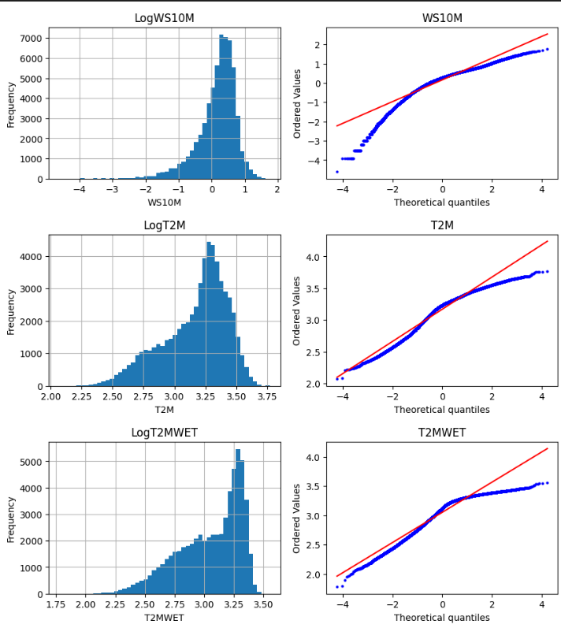 LogWS10M
Frequency
7000
6000
5000
4000
3000
2000
1000
0
−4 −3 −2 −1 0 1 2
WS10M
WS10M
Ordered Values
2
1
0
−1
−2
−3
−4
−4 −2 0 2 4
Theoretical quantiles
LogT2M
Frequency
4000
3000
2000
1000
0
2.00 2.25 2.50 2.75 3.00 3.25 3.50 3.75
T2M
T2M
Ordered Values
4.0
3.5
3.0
2.5
2.0
−4 −2 0 2 4
Theoretical quantiles
LogT2MWET
Frequency
5000
4000
3000
2000
1000
0
1.75 2.00 2.25 2.50 2.75 3.00 3.25 3.50
T2MWET
T2MWET
Ordered Values
4.0
3.5
3.0
2.5
2.0
−4 −2 0 2 4
Theoretical quantiles